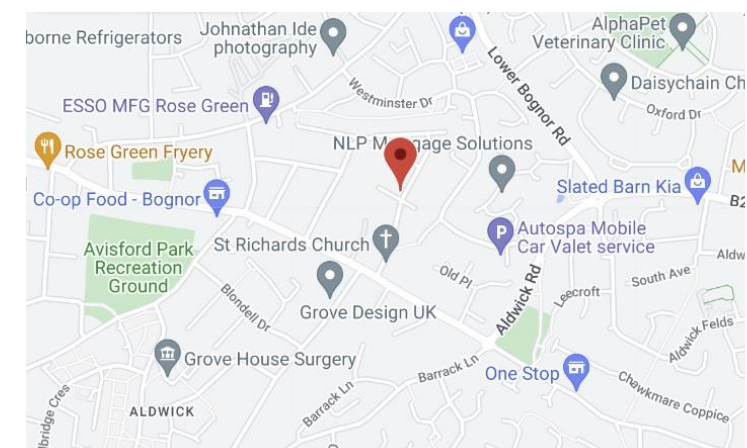 borne Refrigerators
Johnathan Ide
photography
AlphaPet
Veterinary Clinic
Lower Bognor Rd
Daisychain Ch
Westminster Dr
ESSO MFG Rose Green
Oxford Dr
Rose Green Fryery
NLP M
gage Solutions
M
Co-op Food - Bognor
Slated Barn Kia
B2
St Richards Church
Autospa Mobile
Car Valet service
Avisford Park
Recreation
Ground
Aldw
Old Pl
South Ave
Leecroft
Aldwick Rd
Blondell Dr
Grove Design UK
Aldwick Felds
Grove House Surgery
Barrack Ln
One Stop
Chawkmare Coppice
Barrack Ln
ALDWICK
lbridge Cres